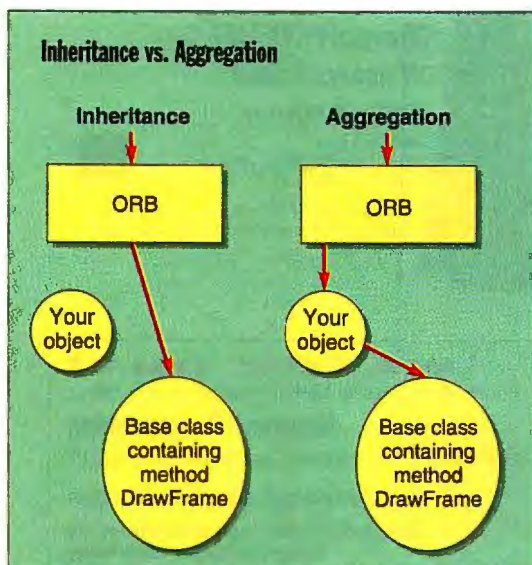 Inheritance vs. Aggregation
Inheritance
ORB
Your
object
Base class
containing
method
DrawFrame
Aggregation
ORB
Your
object
Base class
containing
method
DrawFrame